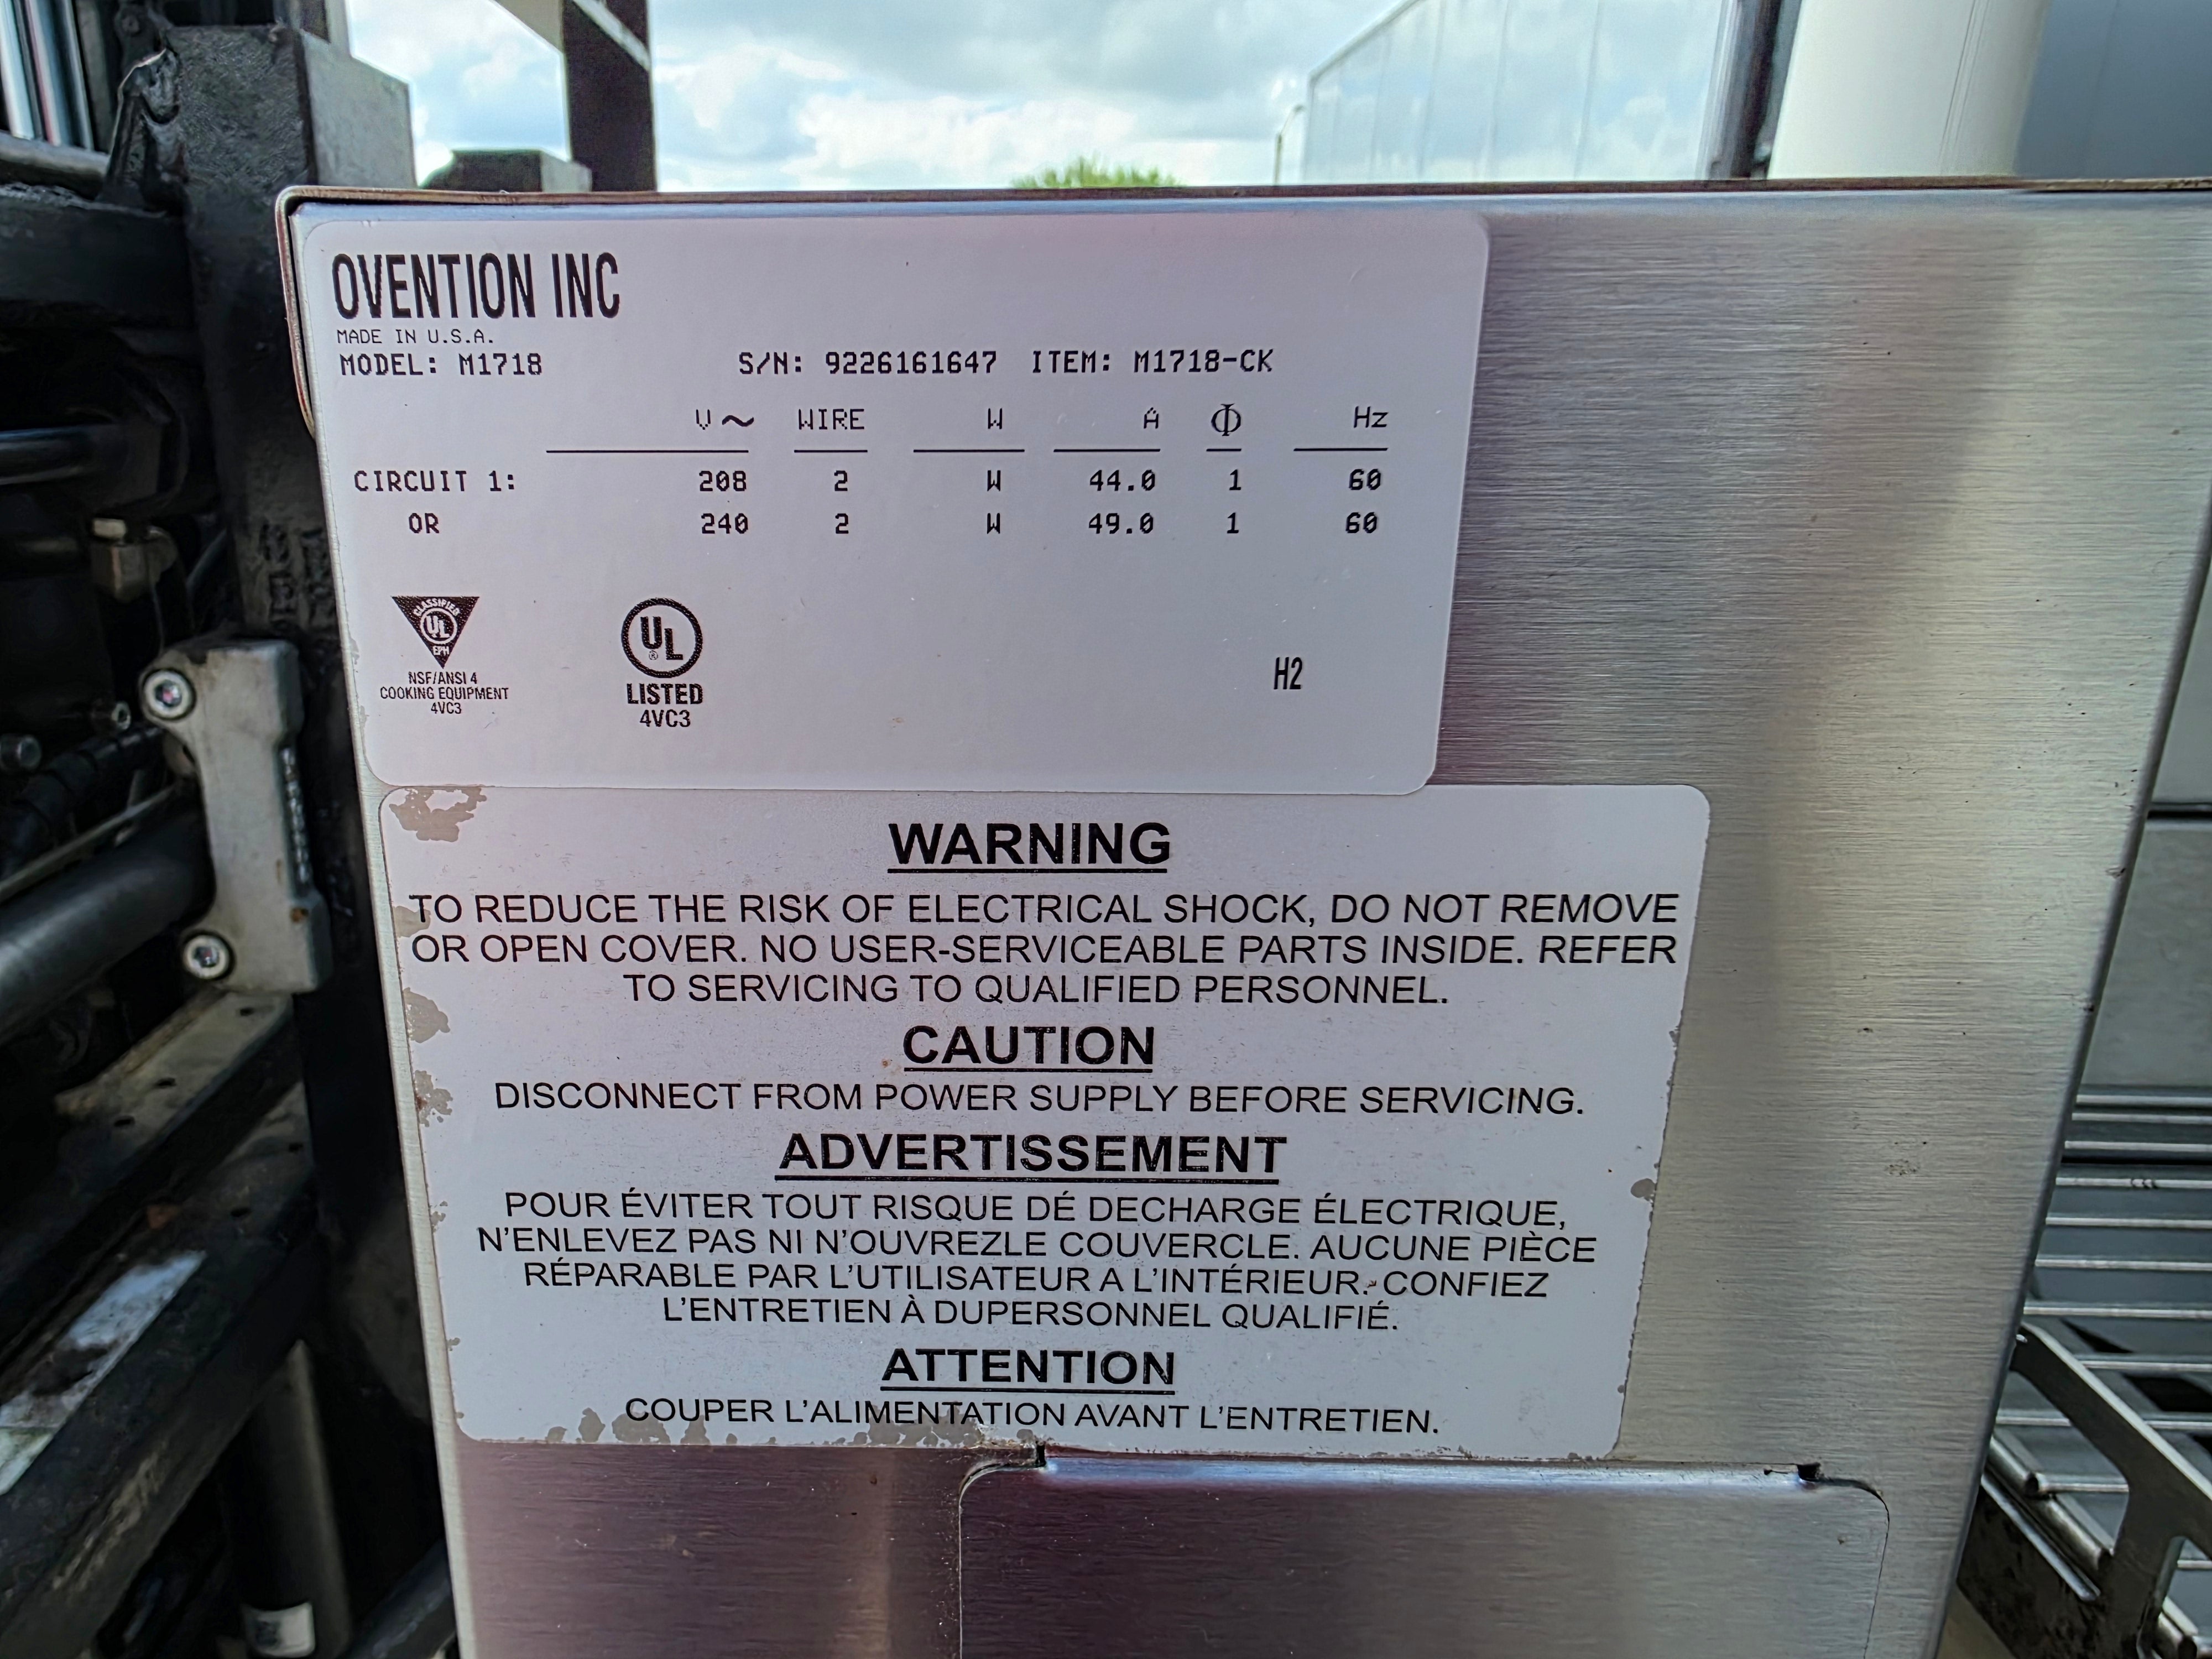 OVENTION INC
MADE IN U.S.A.
MODEL: M1718 S/N: 9226161647 ITEM: M1718-CK
V ~ WIRE W A Φ Hz
CIRCUIT 1: 208 2 W 44.0 1 60
OR 240 2 W 49.0 1 60
CLASSIFIED
UL
EPH
NSF/ANSI 4
COOKING EQUIPMENT
4VC3
UL
®
LISTED
4VC3
H2
WARNING
TO REDUCE THE RISK OF ELECTRICAL SHOCK, DO NOT REMOVE
OR OPEN COVER. NO USER-SERVICEABLE PARTS INSIDE. REFER
TO SERVICING TO QUALIFIED PERSONNEL.
CAUTION
DISCONNECT FROM POWER SUPPLY BEFORE SERVICING.
ADVERTISSEMENT
POUR ÉVITER TOUT RISQUE DÉ DECHARGE ÉLECTRIQUE,
N'ENLEVEZ PAS NI N'OUVREZLE COUVERCLE. AUCUNE PIÈCE
RÉPARABLE PAR L'UTILISATEUR A L'INTÉRIEUR. CONFIEZ
L'ENTRETIEN À DUPERSONNEL QUALIFIÉ.
ATTENTION
COUPER L'ALIMENTATION AVANT L'ENTRETIEN.